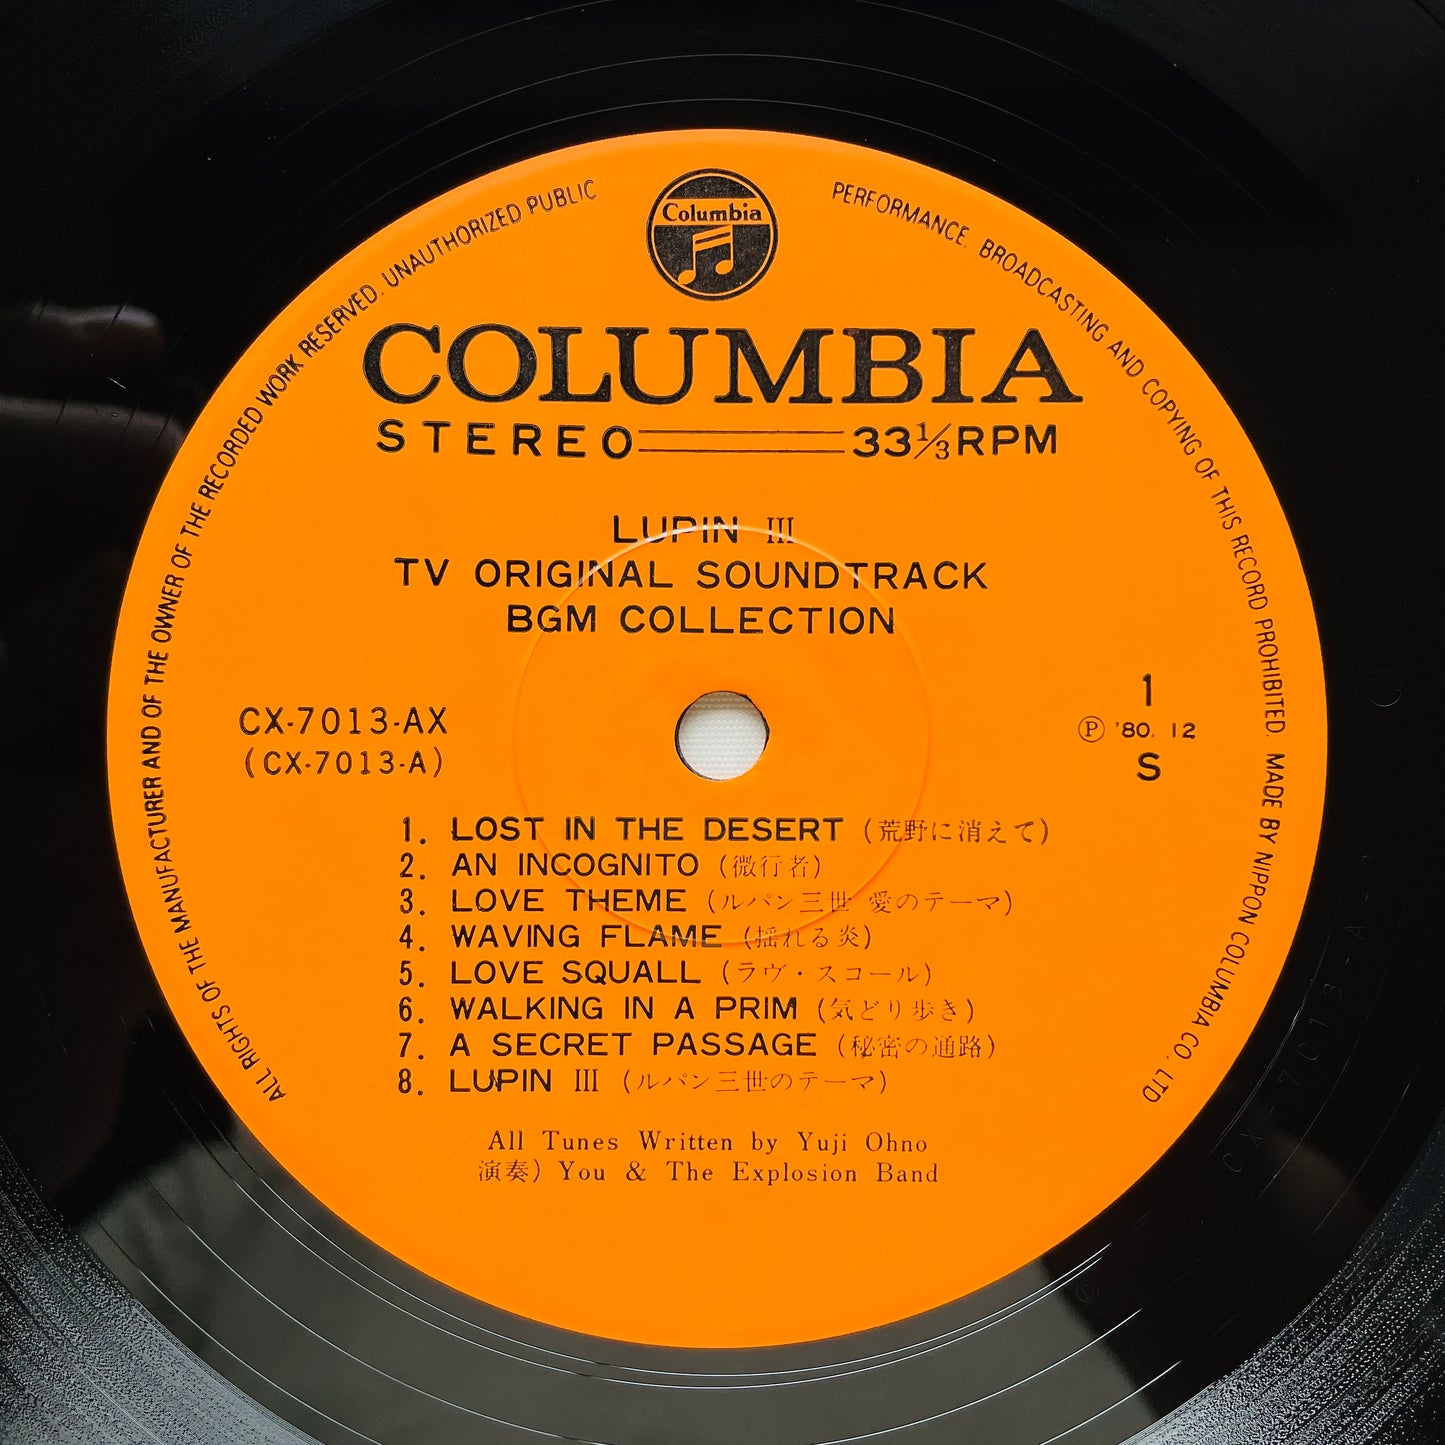 ALL RIGHTS OF THE MANUFACTURER AND OF THE OWNER OF THE RECORDED WORK RESERVED. UNAUTHORIZED PUBLIC
PERFORMANCE. BROADCASTING AND COPYING OF THIS RECORD PROHIBITED. MADE BY NIPPON COLUMBIA CO., LTD
Columbia
COLUMBIA
STEREO 33⅓RPM
LUPIN III
TV ORIGINAL SOUNDTRACK
BGM COLLECTION
CX-7013-AX
(CX-7013-A)
1
Ⓟ '80. 12
S
1. LOST IN THE DESERT (荒野に消えて)
2. AN INCOGNITO (微行者)
3. LOVE THEME (ルパン三世 愛のテーマ)
4. WAVING FLAME (揺れる炎)
5. LOVE SQUALL (ラヴ・スコール)
6. WALKING IN A PRIM (気どり歩き)
7. A SECRET PASSAGE (秘密の通路)
8. LUPIN III (ルパン三世のテーマ)
All Tunes Written by Yuji Ohno
演奏) You & The Explosion Band
CX-7013-A-